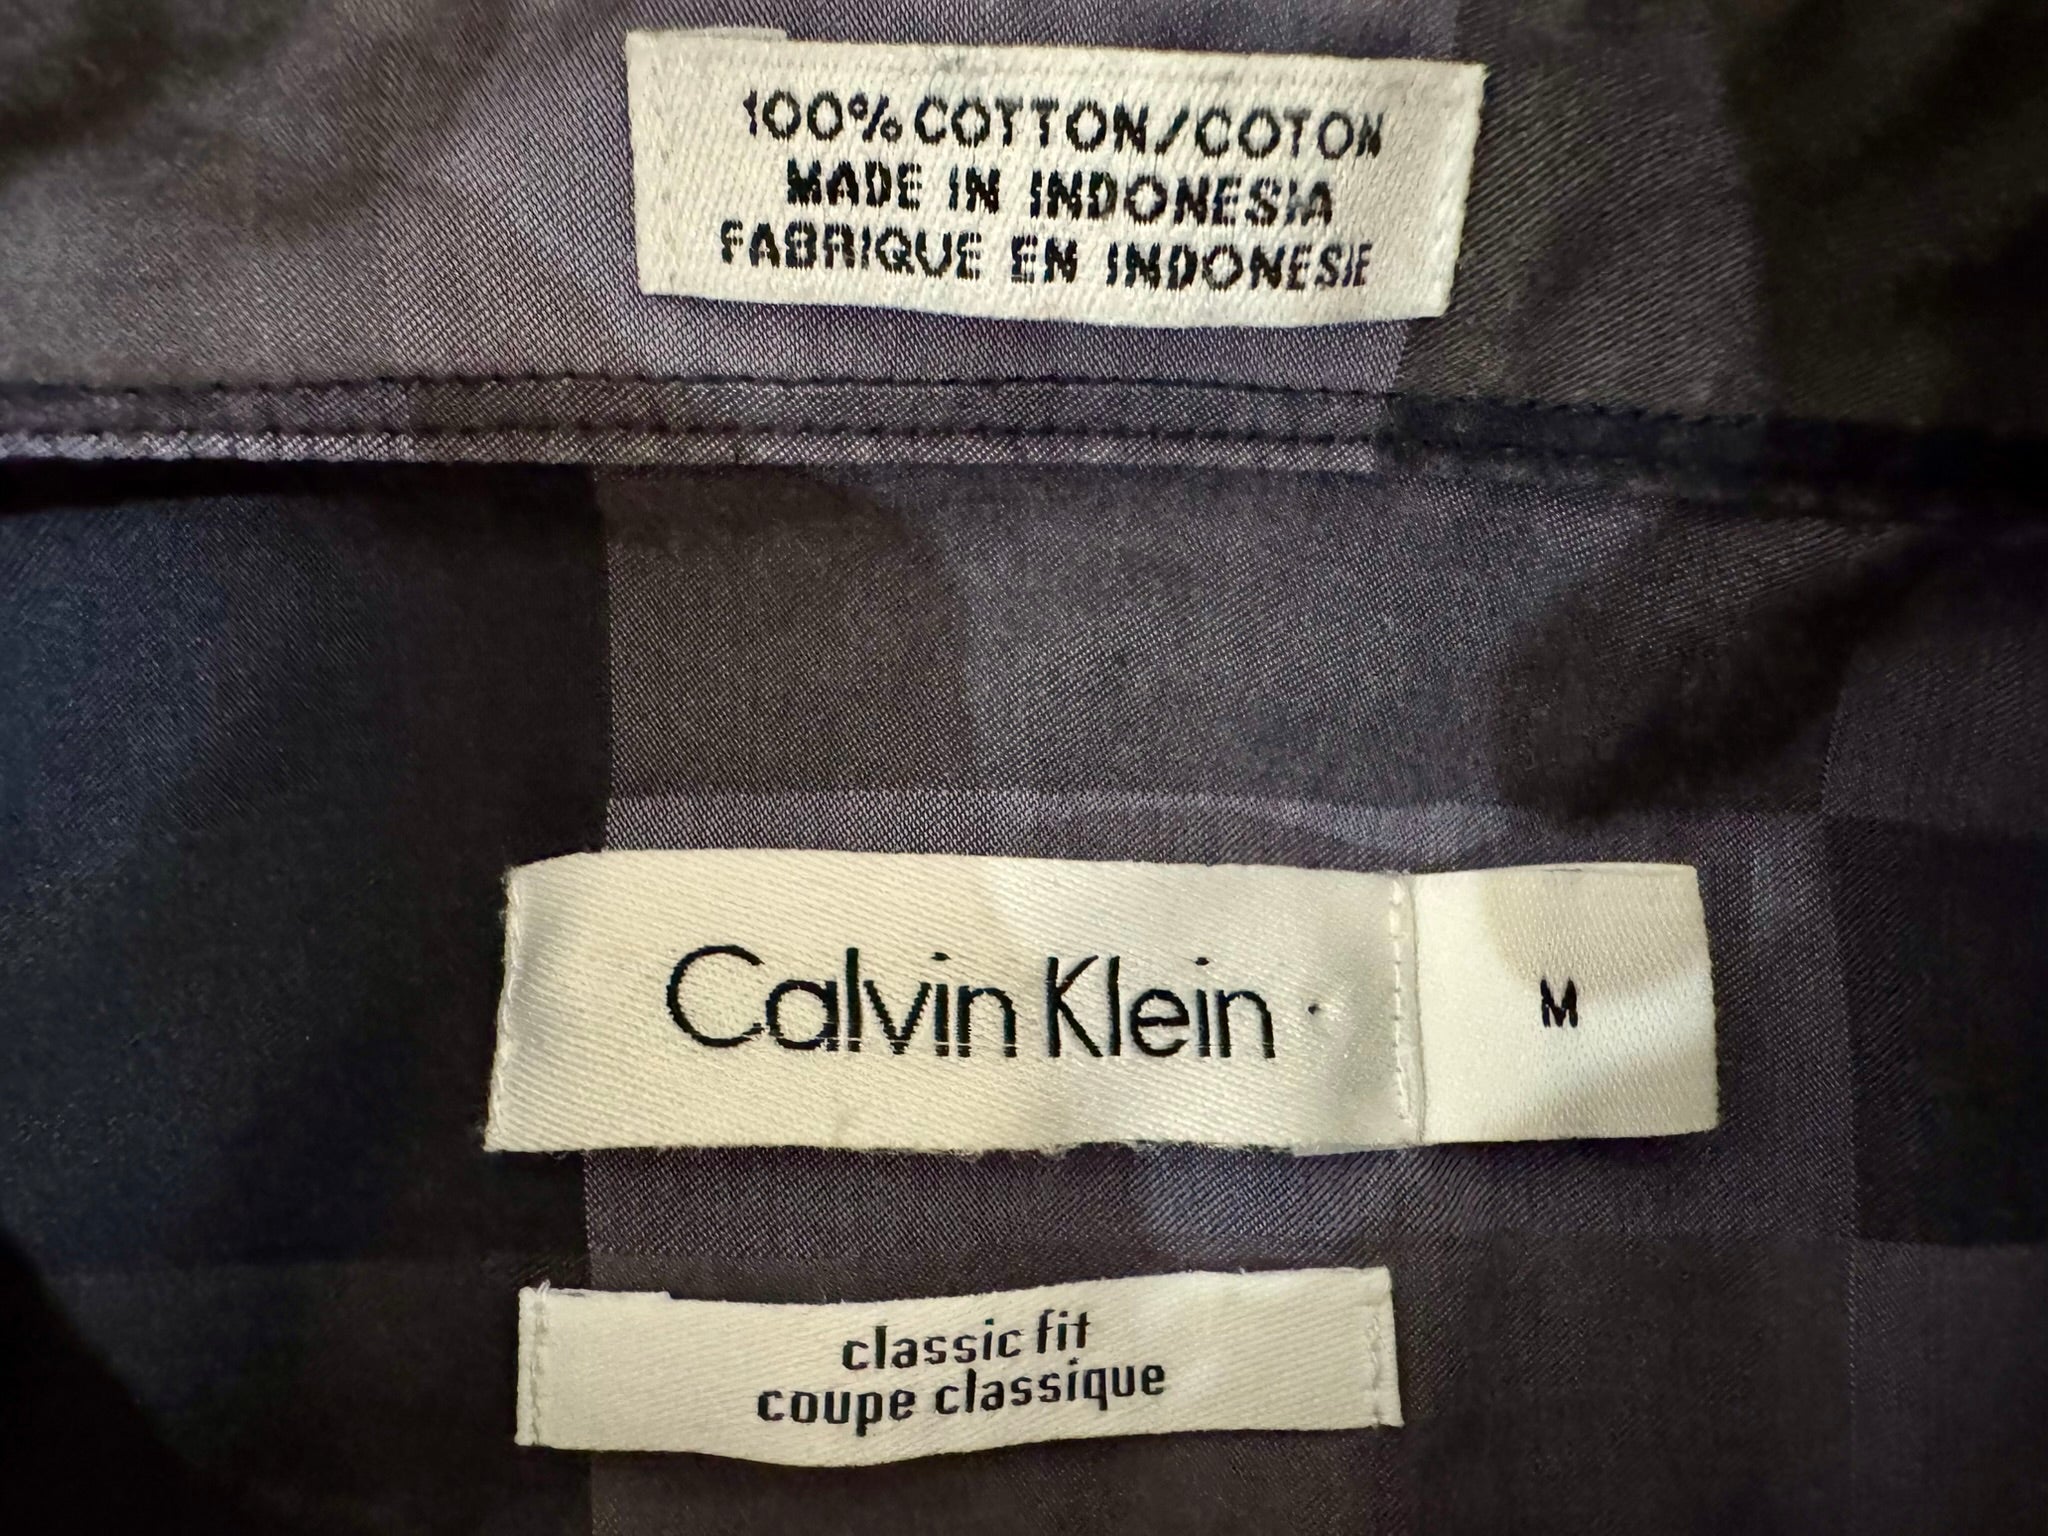 100% COTTON/COTON
MADE IN INDONESIA
FABRIQUE EN INDONESIE
Calvin Klein
M
classic fit
coupe classique